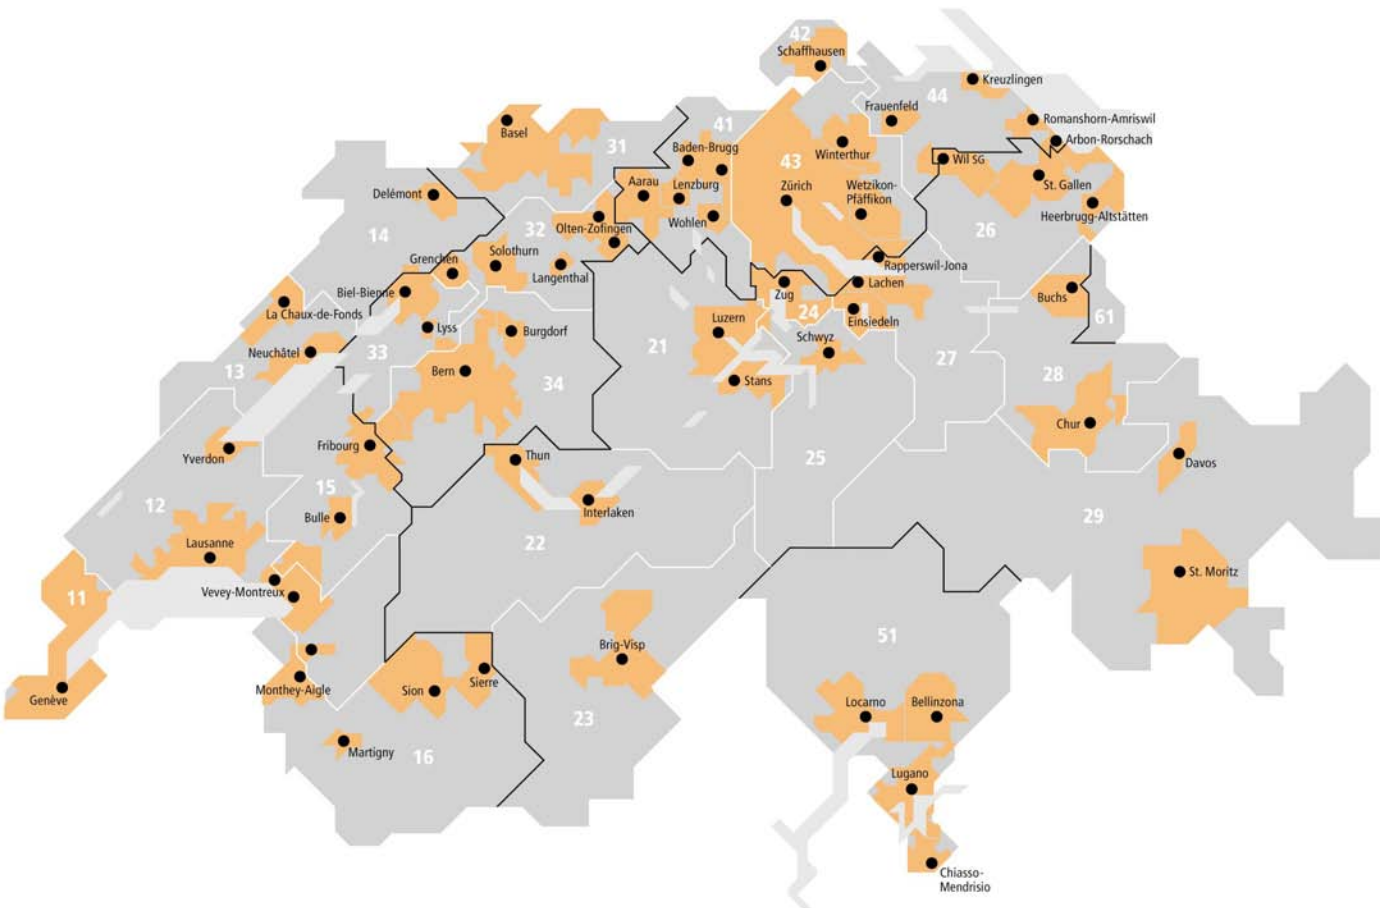 42
Schaffhausen
Kreuzlingen
44
Frauenfeld
Romanshorn-Amriswil
Arbon-Rorschach
Basel
31
41
Baden-Brugg
43
Winterthur
Wil SG
St. Gallen
Heerbrugg-Altstätten
Delémont
Aarau
Lenzburg
Zürich
Wetzikon-
Pfäffikon
Wohlen
14
32
Olten-Zofingen
26
Solothurn
Grenchen
Langenthal
Rapperswil-Jona
Lachen
Zug
Biel-Bienne
Buchs
La Chaux-de-Fonds
24
Einsiedeln
61
Luzern
Lyss
Burgdorf
Schwyz
Neuchâtel
33
21
27
13
Bern
34
Stans
28
Chur
Fribourg
Yverdon
Thun
25
Davos
12
15
Bulle
Interlaken
29
Lausanne
22
St. Moritz
11
Vevey-Montreux
51
Brig-Visp
Genève
Monthey-Aigle
Sion
Sierre
23
Locarno
Bellinzona
Martigny
16
Lugano
Chiasso-
Mendrisio